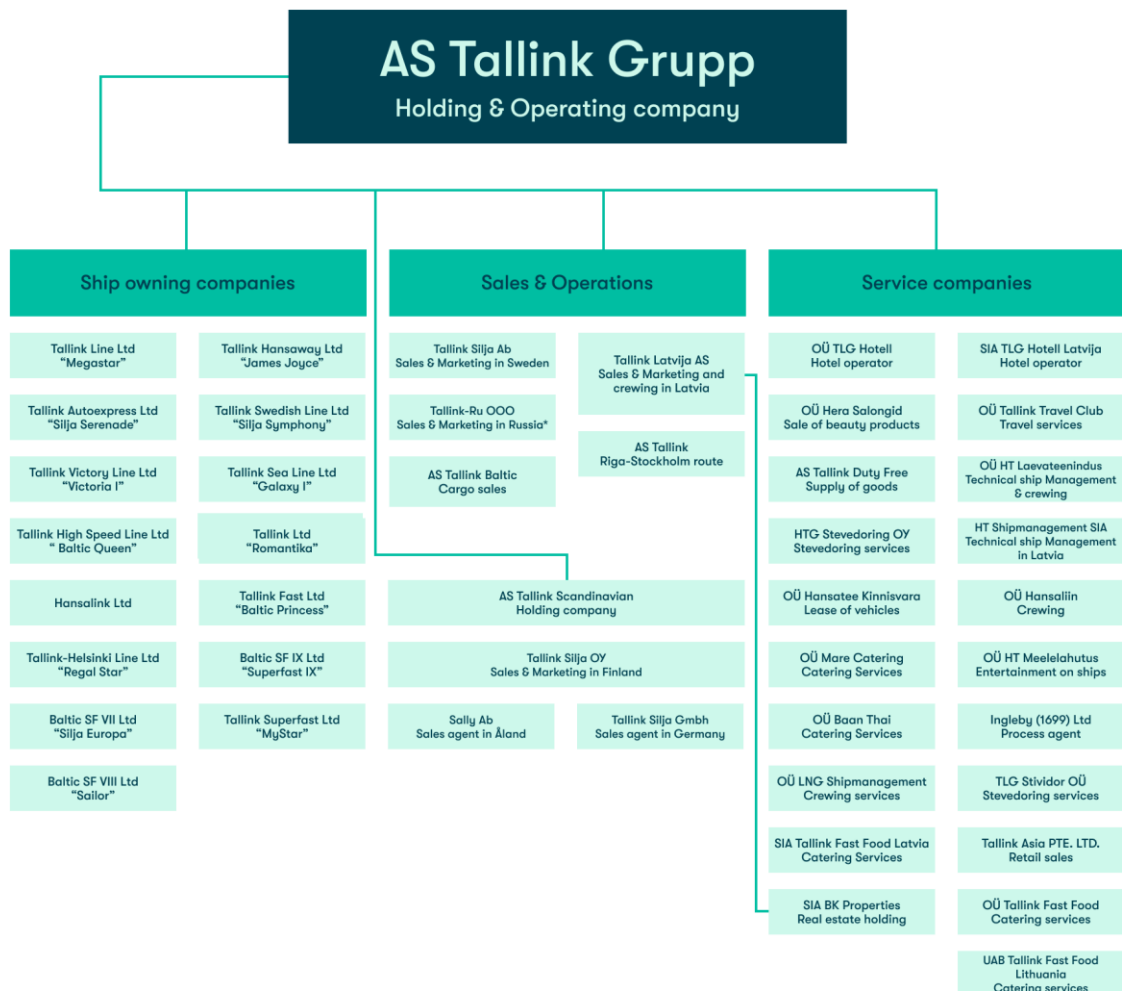 AS Tallink Grupp
Holding & Operating company
Ship owning companies
Tallink Line Ltd
“Megastar”
Tallink Hansaway Ltd
“James Joyce”
Tallink Autoexpress Ltd
“Silja Serenade”
Tallink Swedish Line Ltd
“Silja Symphony”
Tallink Victory Line Ltd
“Victoria I”
Tallink Sea Line Ltd
“Galaxy I”
Tallink High Speed Line Ltd
“ Baltic Queen”
Tallink Ltd
“Romantika”
Hansalink Ltd
Tallink Fast Ltd
“Baltic Princess”
Tallink-Helsinki Line Ltd
“Regal Star”
Baltic SF IX Ltd
“Superfast IX”
Baltic SF VII Ltd
“Silja Europa”
Tallink Superfast Ltd
“MyStar”
Baltic SF VIII Ltd
“Sailor”
Sales & Operations
Tallink Silja Ab
Sales & Marketing in Sweden
Tallink Latvija AS
Sales & Marketing and
crewing in Latvia
Tallink-Ru OOO
Sales & Marketing in Russia*
AS Tallink
Riga-Stockholm route
AS Tallink Baltic
Cargo sales
AS Tallink Scandinavian
Holding company
Tallink Silja OY
Sales & Marketing in Finland
Sally Ab
Sales agent in Åland
Tallink Silja Gmbh
Sales agent in Germany
Service companies
OÜ TLG Hotell
Hotel operator
SIA TLG Hotell Latvija
Hotel operator
OÜ Hera Salongid
Sale of beauty products
OÜ Tallink Travel Club
Travel services
AS Tallink Duty Free
Supply of goods
OÜ HT Laevateenindus
Technical ship Management
& crewing
HTG Stevedoring OY
Stevedoring services
HT Shipmanagement SIA
Technical ship Management
in Latvia
OÜ Hansatee Kinnisvara
Lease of vehicles
OÜ Hansaliin
Crewing
OÜ Mare Catering
Catering Services
OÜ HT Meelelahutus
Entertainment on ships
OÜ Baan Thai
Catering Services
Ingleby (1699) Ltd
Process agent
OÜ LNG Shipmanagement
Crewing services
TLG Stividor OÜ
Stevedoring services
SIA Tallink Fast Food Latvia
Catering Services
Tallink Asia PTE. LTD.
Retail sales
SIA BK Properties
Real estate holding
OÜ Tallink Fast Food
Catering services
UAB Tallink Fast Food
Lithuania
Catering services